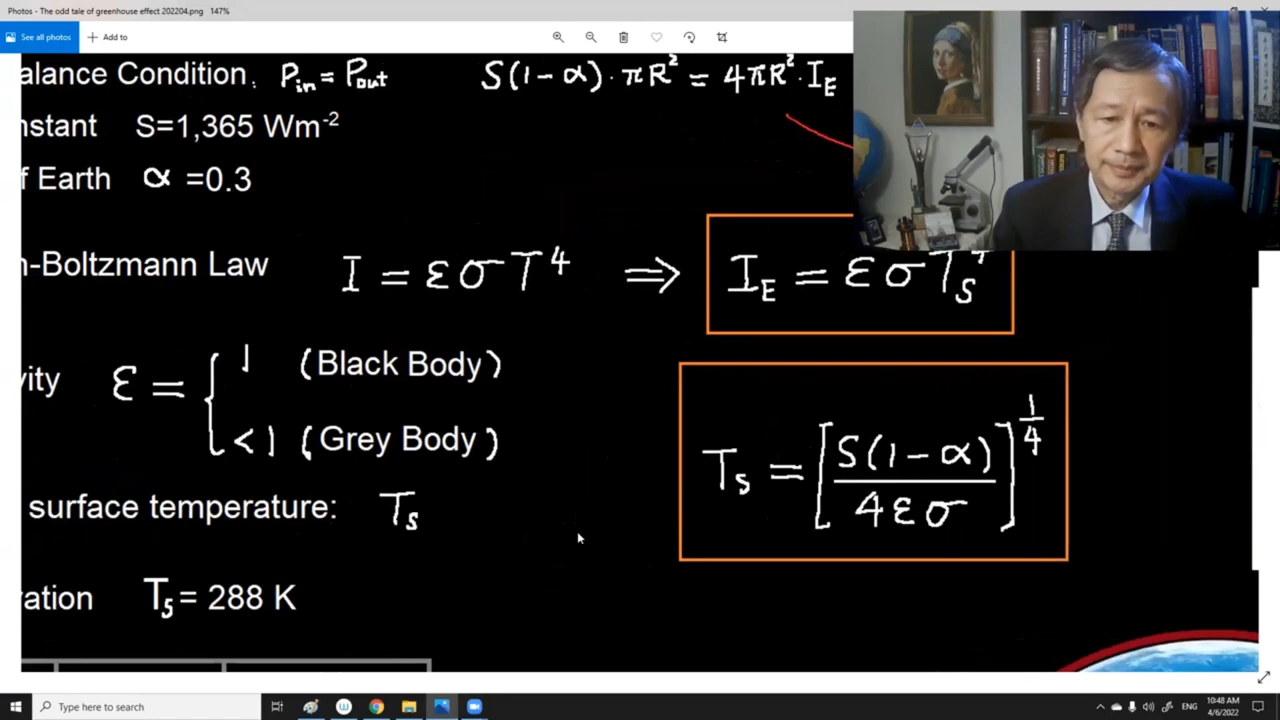 Photos - The odd tale of greenhouse effect 202204.png 147%
See all photos + Add to
alance Condition: Pin = Pout S(1-α)·πR² = 4πR²·I_E
nstant S=1,365 Wm-2
f Earth α =0.3
n-Boltzmann Law I = εσT⁴ ⇒ I_E = εσT_S⁴
vity ε = { 1 (Black Body)
< 1 (Grey Body)
T_S = [S(1-α) / 4εσ]^1/4
surface temperature: T_S
ation T_S = 288 K
Type here to search
ENG
10:48 AM
4/6/2022